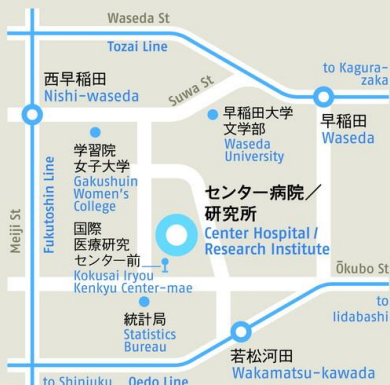 Waseda St
Tozai Line
to Kagura-
zaka
西早稲田
Nishi-waseda
Suwa St
早稲田大学
文学部
Waseda
University
早稲田
Waseda
学習院
女子大学
Gakushuin
Women's
College
Meiji St
Fukutoshin Line
センター病院／
研究所
Center Hospital /
Research Institute
国際
医療研究
センター前
Kokusai Iryou
Kenkyu Center-mae
Ōkubo St
to
Iidabashi
統計局
Statistics
Bureau
若松河田
Wakamatsu-kawada
to Shinjuku
Oedo Line